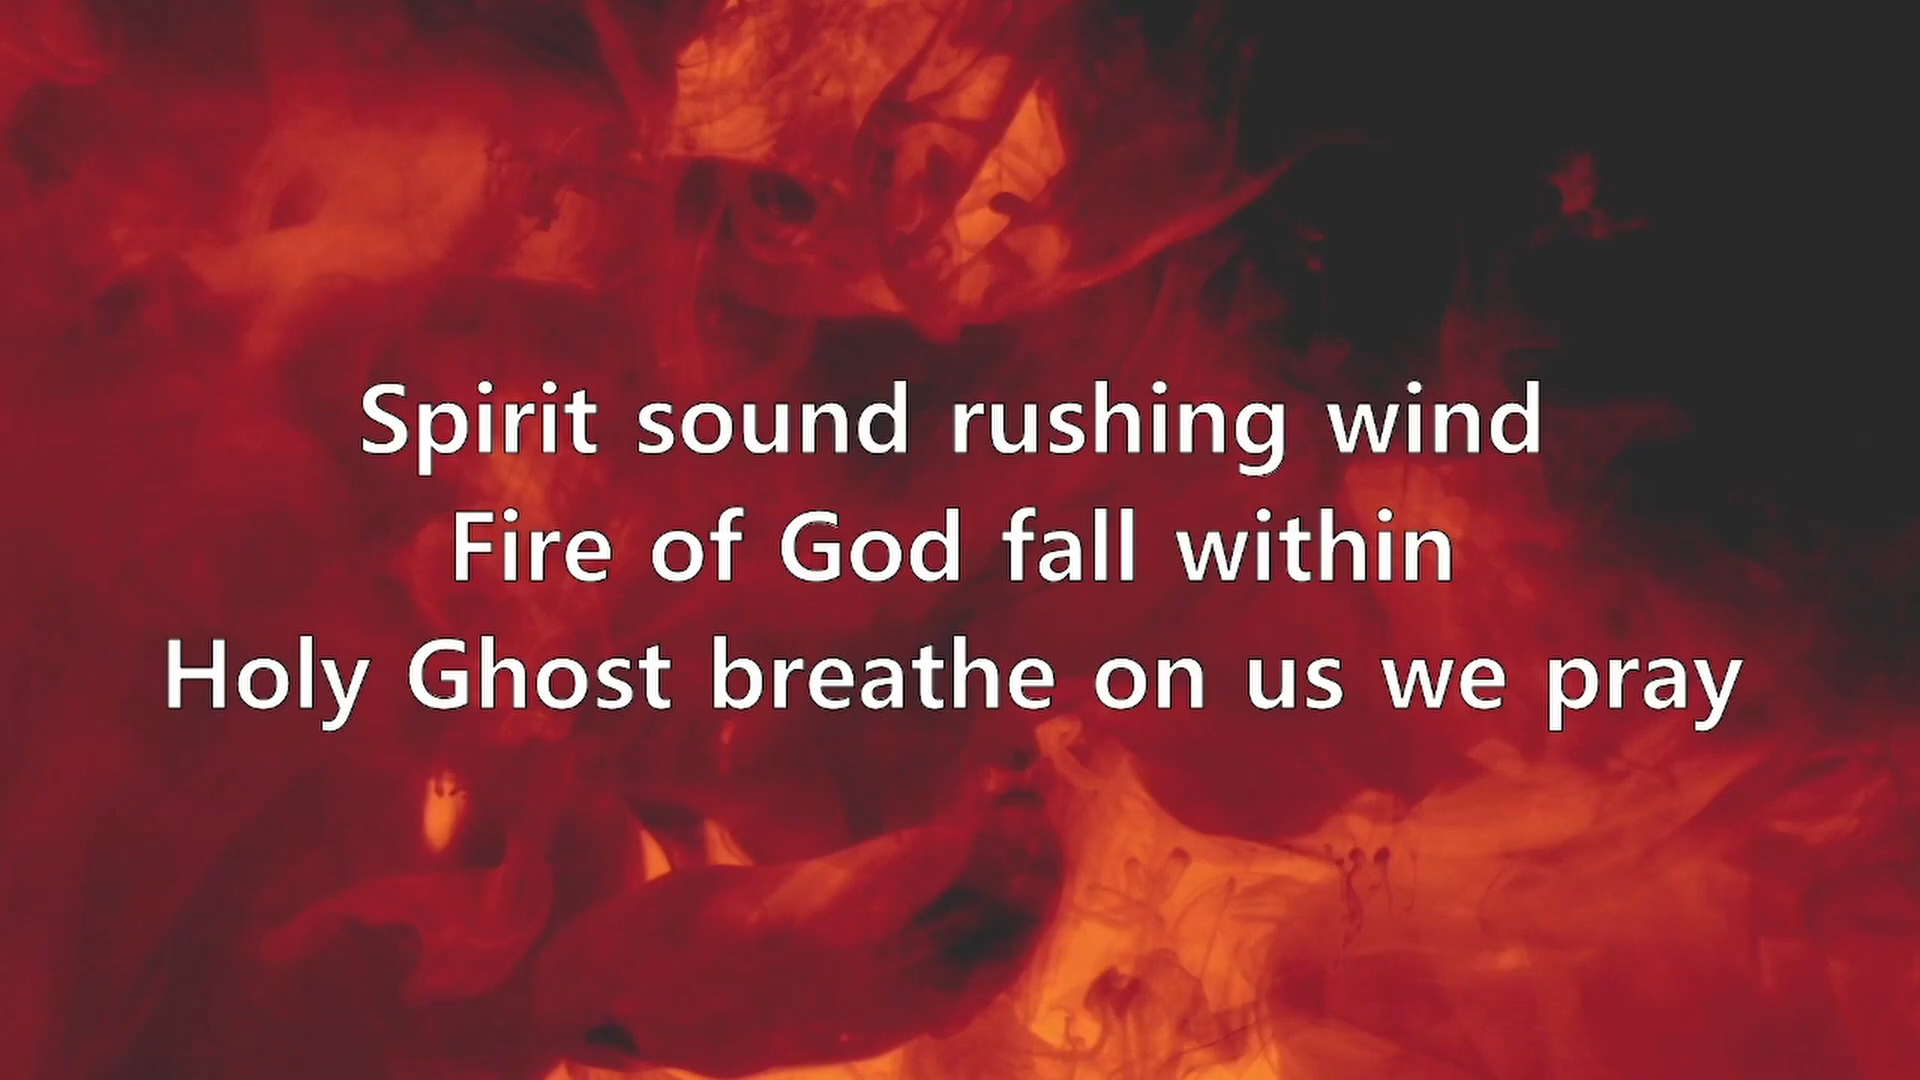 Spirit sound rushing wind
Fire of God fall within
Holy Ghost breathe on us we pray